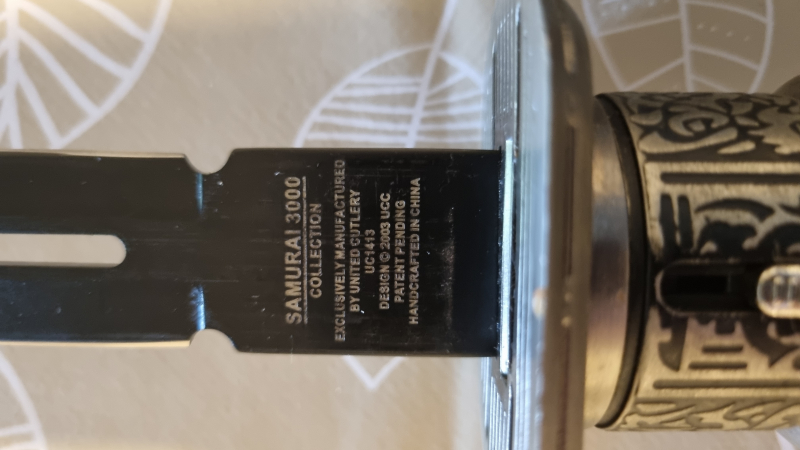 SAMURAI 3000
COLLECTION
EXCLUSIVELY MANUFACTURED
BY UNITED CUTLERY
UC1413
DESIGN © 2003 UCC
PATENT PENDING
HANDCRAFTED IN CHINA